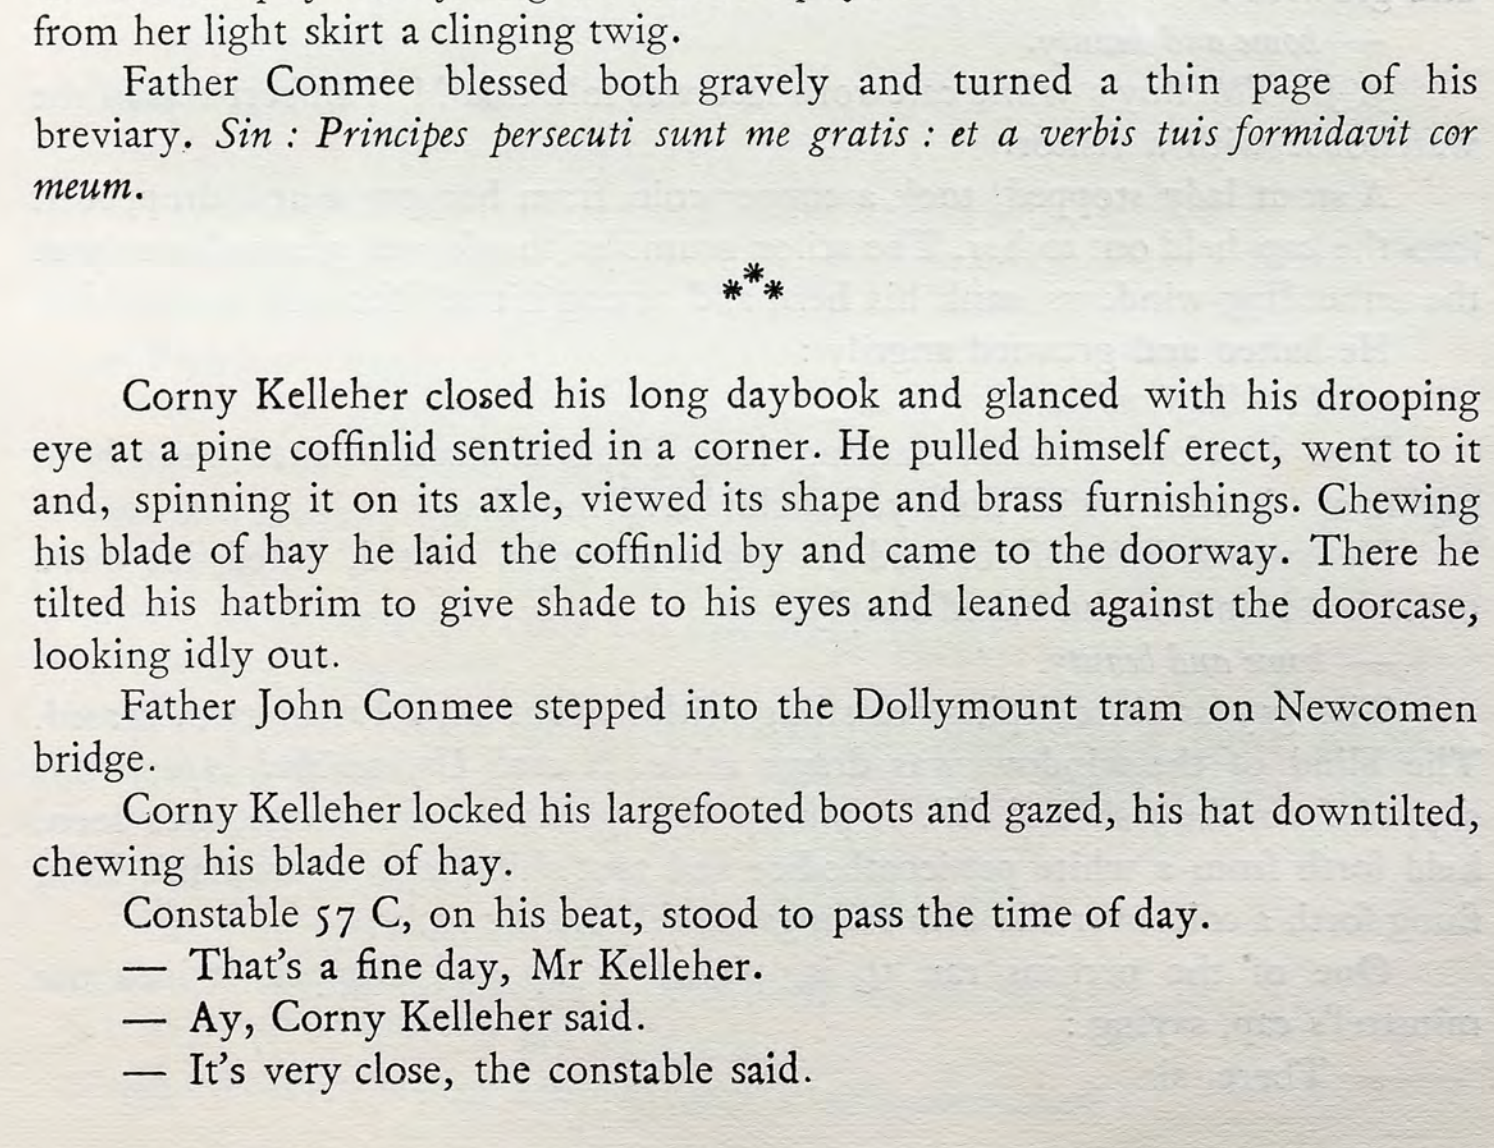 from her light skirt a clinging twig.
Father Conmee blessed both gravely and turned a thin page of his
breviary. Sin : Principes persecuti sunt me gratis : et a verbis tuis formidavit cor
meum.
***
Corny Kelleher closed his long daybook and glanced with his drooping
eye at a pine coffinlid sentried in a corner. He pulled himself erect, went to it
and, spinning it on its axle, viewed its shape and brass furnishings. Chewing
his blade of hay he laid the coffinlid by and came to the doorway. There he
tilted his hatbrim to give shade to his eyes and leaned against the doorcase,
looking idly out.
Father John Conmee stepped into the Dollymount tram on Newcomen
bridge.
Corny Kelleher locked his largefooted boots and gazed, his hat downtilted,
chewing his blade of hay.
Constable 57 C, on his beat, stood to pass the time of day.
— That's a fine day, Mr Kelleher.
— Ay, Corny Kelleher said.
— It's very close, the constable said.